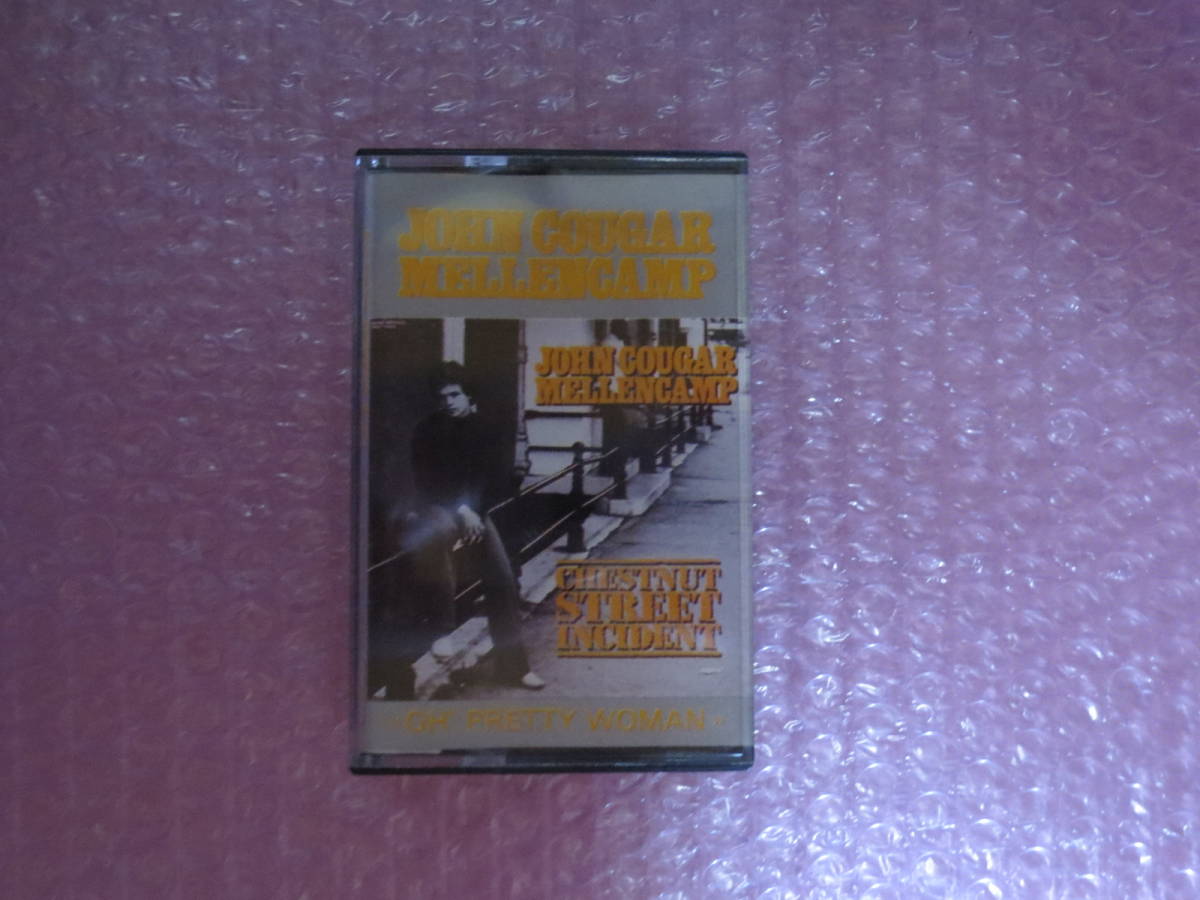 JOHN COUGAR
MELLENCAMP
JOHN COUGAR
MELLENCAMP
CHESTNUT
STREET
INCIDENT
"OH' PRETTY WOMAN"